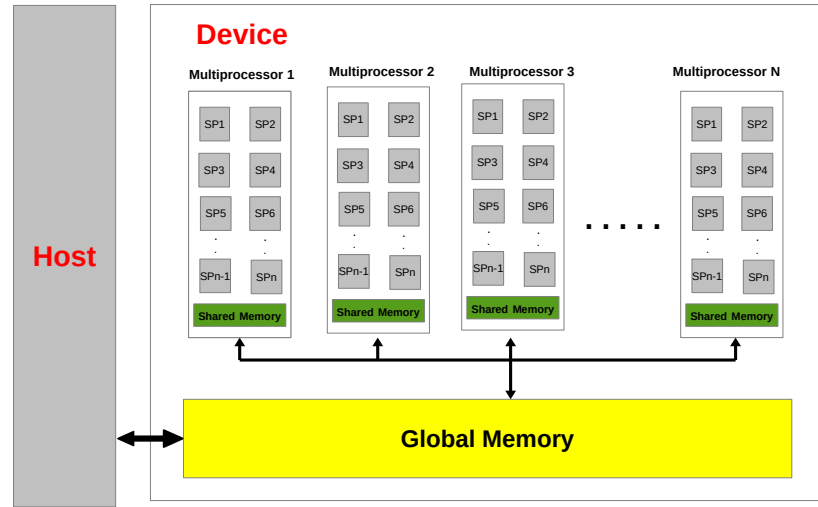 Device
Multiprocessor 1
Multiprocessor 2
Multiprocessor 3
Multiprocessor N
SP1 SP2
SP3 SP4
SP5 SP6
. .
. .
SPn-1 SPn
Shared Memory
SP1 SP2
SP3 SP4
SP5 SP6
. .
. .
SPn-1 SPn
Shared Memory
SP1 SP2
SP3 SP4
SP5 SP6
. .
. .
SPn-1 SPn
Shared Memory
. . . . .
SP1 SP2
SP3 SP4
SP5 SP6
. .
. .
SPn-1 SPn
Shared Memory
Host
Global Memory